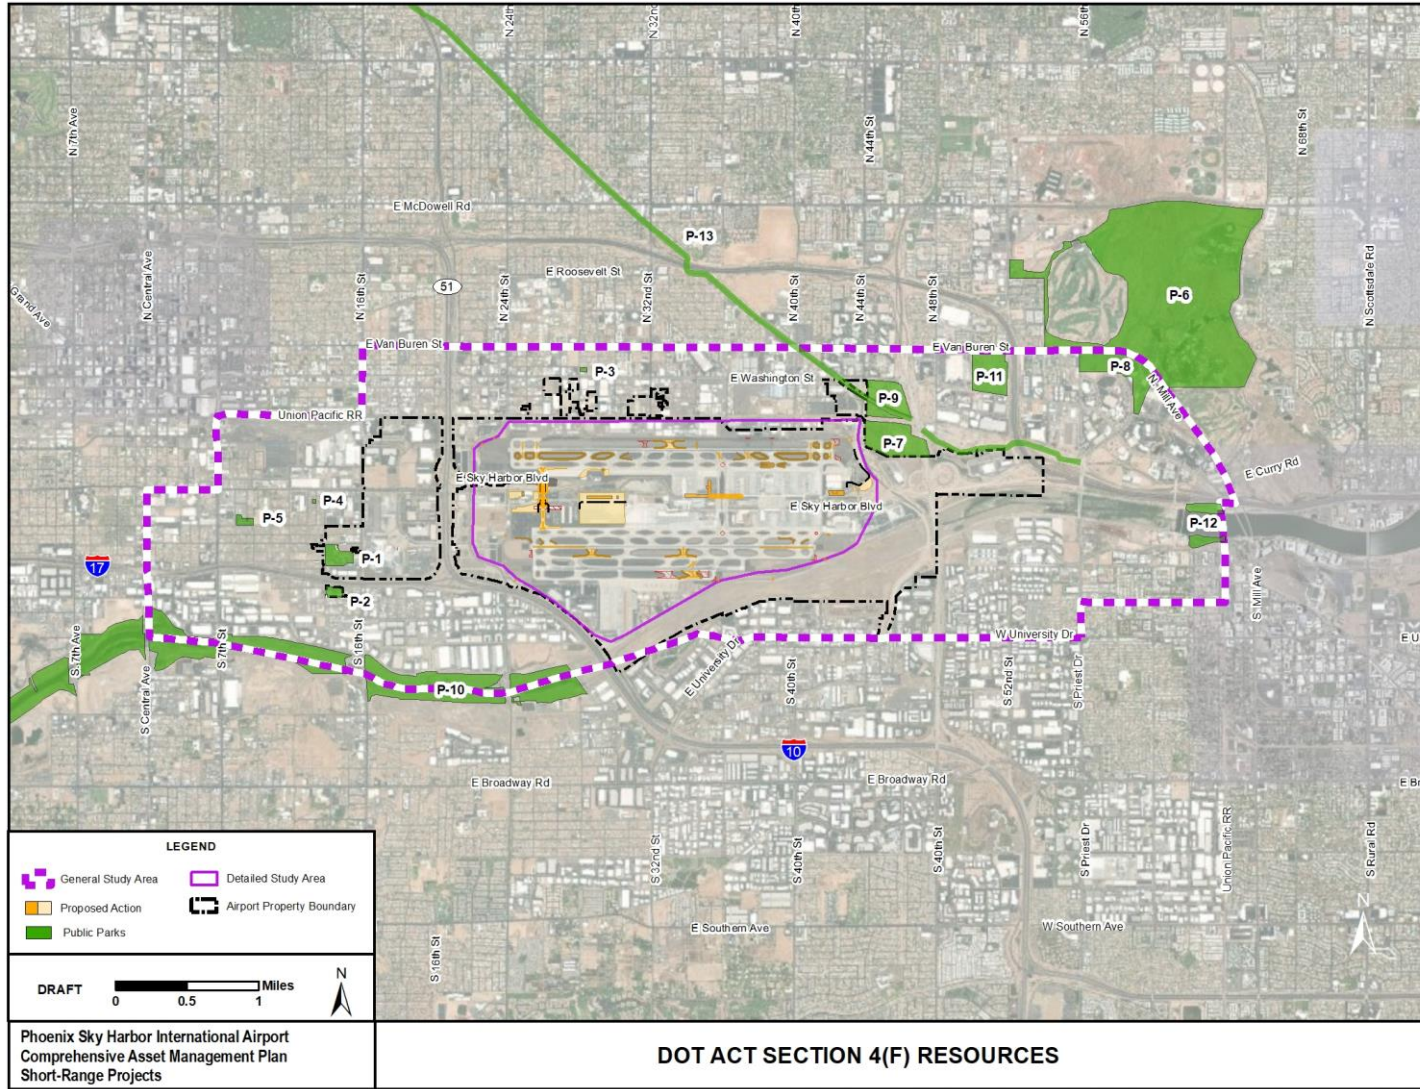 N 24th
N 32nd
N 40th
N 56th
N 7th Ave
N 44th St
N 68th St
E McDowell Rd
P-13
N Central Ave
N 16th St
51
N 24th St
E Roosevelt St
N 32nd St
N 40th St
N 44th St
N 48th St
P-6
N Scottsdale Rd
Grand Ave
E Van Buren St
E Van Buren St
P-3
E Washington St
P-11
P-8
P-9
N Mill Ave
Union Pacific RR
P-7
E Curry Rd
E Sky Harbor Blvd
E Sky Harbor Blvd
P-4
P-5
P-12
17
P-1
P-2
S 7th Ave
S Central Ave
S 7th St
S 16th St
P-10
E University Dr
S 40th St
W University Dr
S 52nd St
S Priest Dr
S Mill Ave
E U
10
E Broadway Rd
E Broadway Rd
E Br
S 32nd St
S 40th St
S 40th St
S Priest Dr
Union Pacific RR
S Rural Rd
S 16th St
E Southern Ave
W Southern Ave
N
LEGEND
General Study Area
Detailed Study Area
Proposed Action
Airport Property Boundary
Public Parks
DRAFT
Miles
0 0.5 1
N
Phoenix Sky Harbor International Airport
Comprehensive Asset Management Plan
Short-Range Projects
DOT ACT SECTION 4(F) RESOURCES